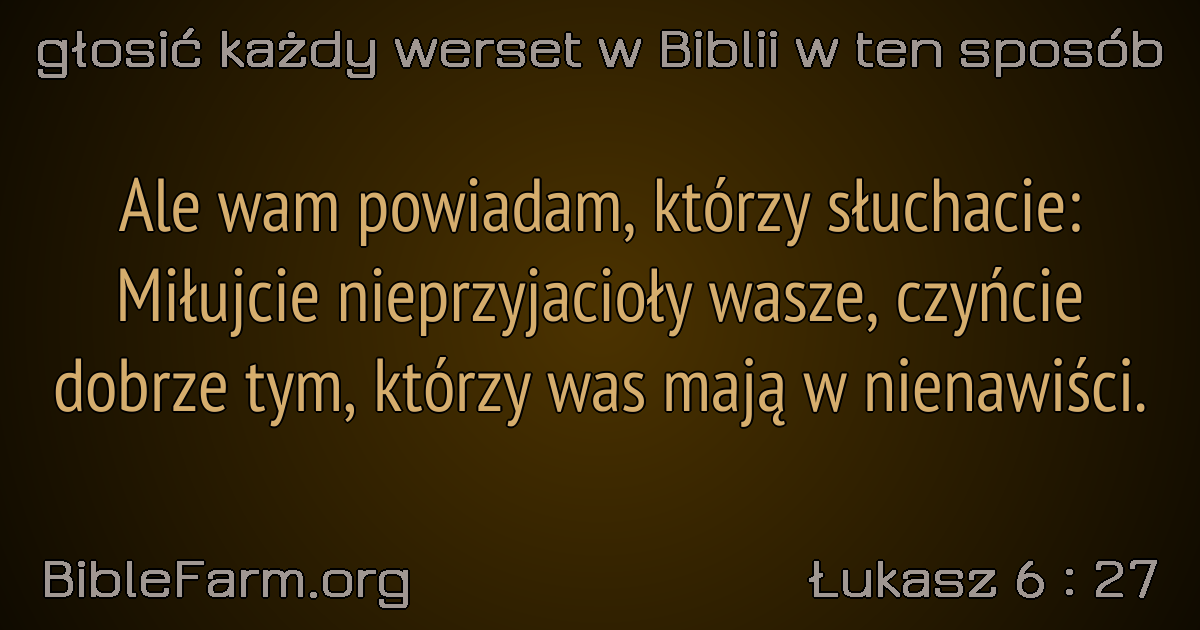 głosić każdy werset w Biblii w ten sposób
Ale wam powiadam, którzy słuchacie:
Miłujcie nieprzyjacioły wasze, czyńcie
dobrze tym, którzy was mają w nienawiści.
BibleFarm.org
Łukasz 6 : 27